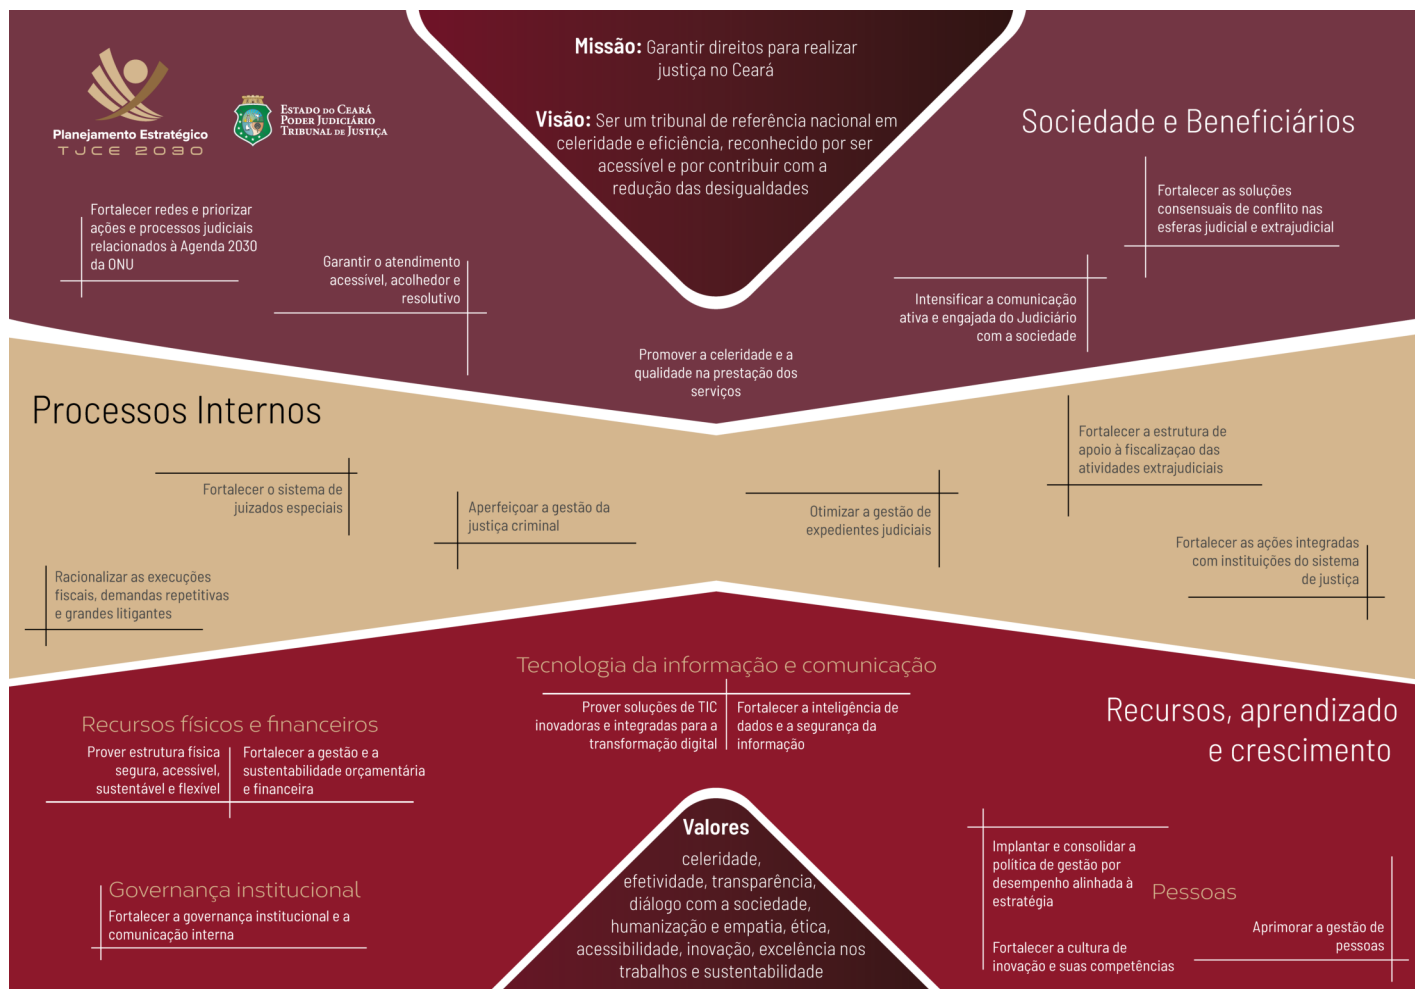 Missão: Garantir direitos para realizar
justiça no Ceará
Visão: Ser um tribunal de referência nacional em
celeridade e eficiência, reconhecido por ser
acessível e por contribuir com a
redução das desigualdades
Planejamento Estratégico
TJCE 2030
ESTADO DO CEARÁ
PODER JUDICIÁRIO
TRIBUNAL DE JUSTIÇA
Sociedade e Beneficiários
Fortalecer redes e priorizar
ações e processos judiciais
relacionados à Agenda 2030
da ONU
Garantir o atendimento
acessível, acolhedor e
resolutivo
Promover a celeridade e a
qualidade na prestação dos
serviços
Intensificar a comunicação
ativa e engajada do Judiciário
com a sociedade
Fortalecer as soluções
consensuais de conflito nas
esferas judicial e extrajudicial
Processos Internos
Racionalizar as execuções
fiscais, demandas repetitivas
e grandes litigantes
Fortalecer o sistema de
juizados especiais
Aperfeiçoar a gestão da
justiça criminal
Otimizar a gestão de
expedientes judiciais
Fortalecer a estrutura de
apoio à fiscalizaçao das
atividades extrajudiciais
Fortalecer as ações integradas
com instituições do sistema
de justiça
Recursos, aprendizado
e crescimento
Recursos físicos e financeiros
Prover estrutura física
segura, acessível,
sustentável e flexível
Fortalecer a gestão e a
sustentabilidade orçamentária
e financeira
Tecnologia da informação e comunicação
Prover soluções de TIC
inovadoras e integradas para a
transformação digital
Fortalecer a inteligência de
dados e a segurança da
informação
Governança institucional
Fortalecer a governança institucional e a
comunicação interna
Valores
celeridade,
efetividade, transparência,
diálogo com a sociedade,
humanização e empatia, ética,
acessibilidade, inovação, excelência nos
trabalhos e sustentabilidade
Pessoas
Implantar e consolidar a
política de gestão por
desempenho alinhada à
estratégia
Fortalecer a cultura de
inovação e suas competências
Aprimorar a gestão de
pessoas